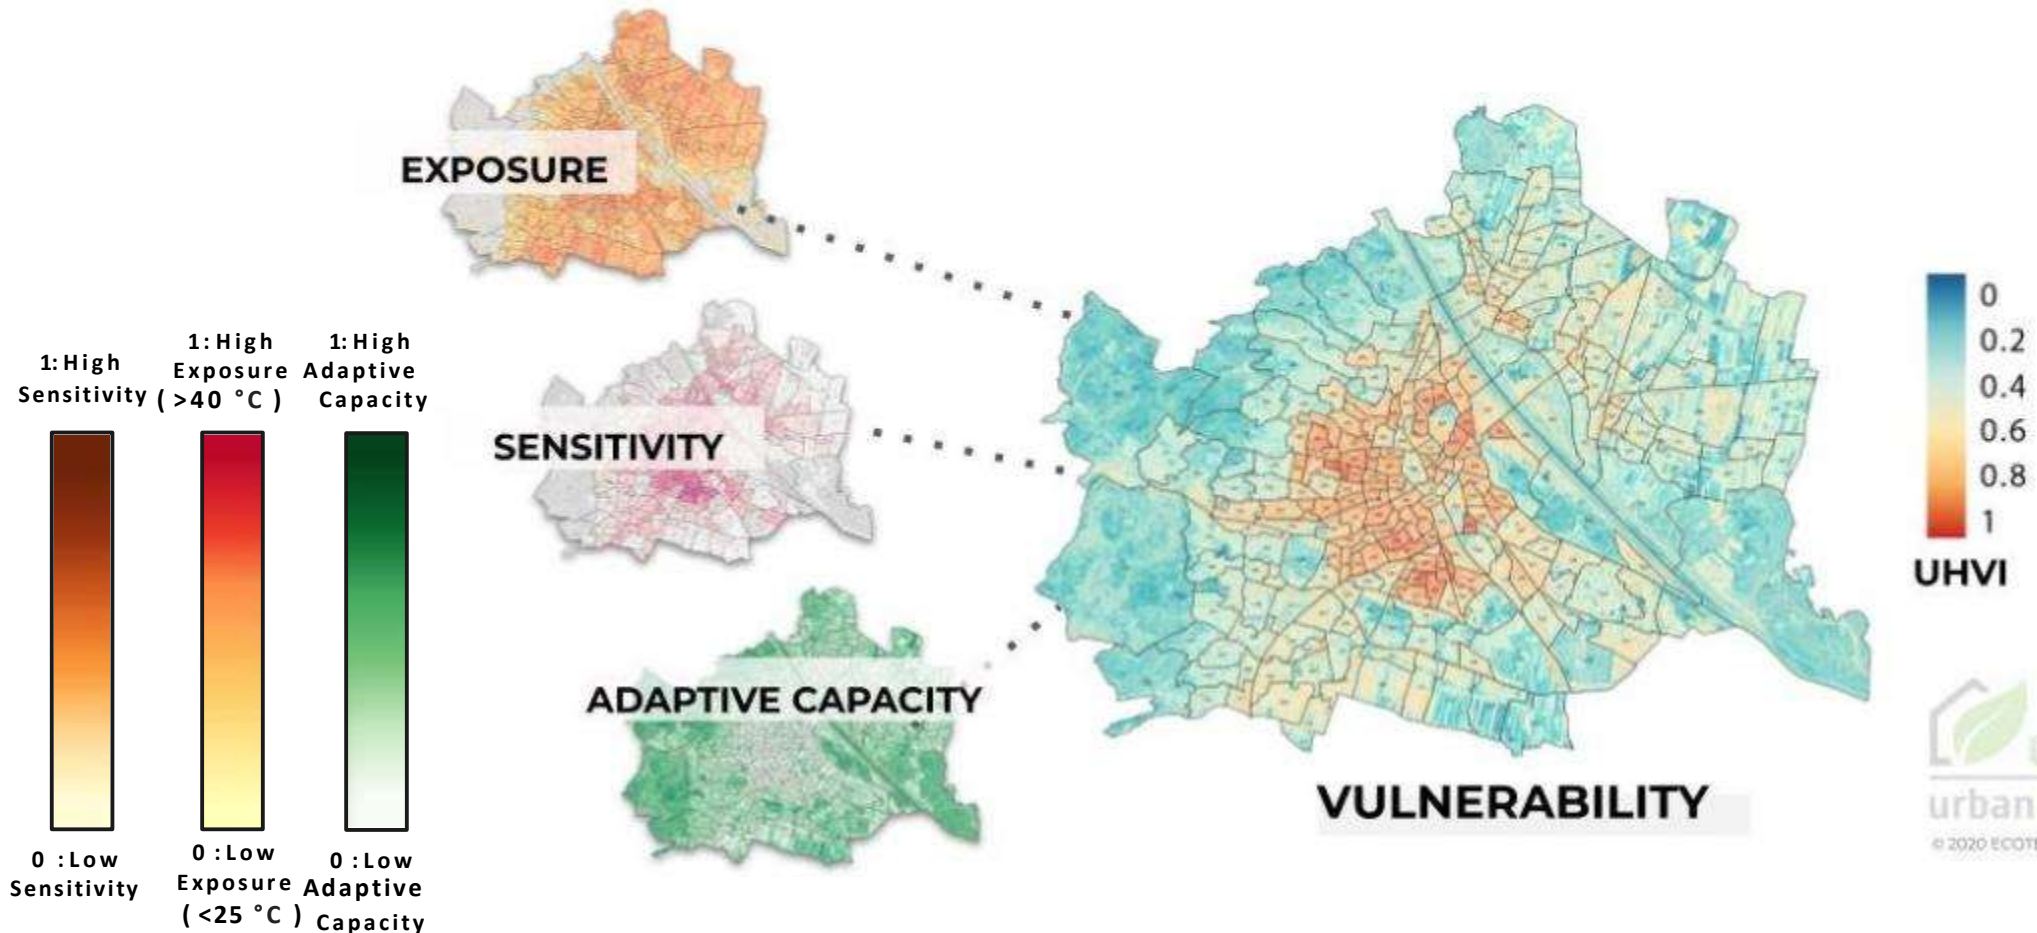 EXPOSURE
SENSITIVITY
ADAPTIVE CAPACITY
1: High
Sensitivity
1: High
Exposure
( >40 °C )
1: High
Adaptive
Capacity
0 : Low
Sensitivity
0 : Low
Exposure
( <25 °C )
0 : Low
Adaptive
Capacity
VULNERABILITY
0
0.2
0.4
0.6
0.8
1
UHVI
urban
© 2020